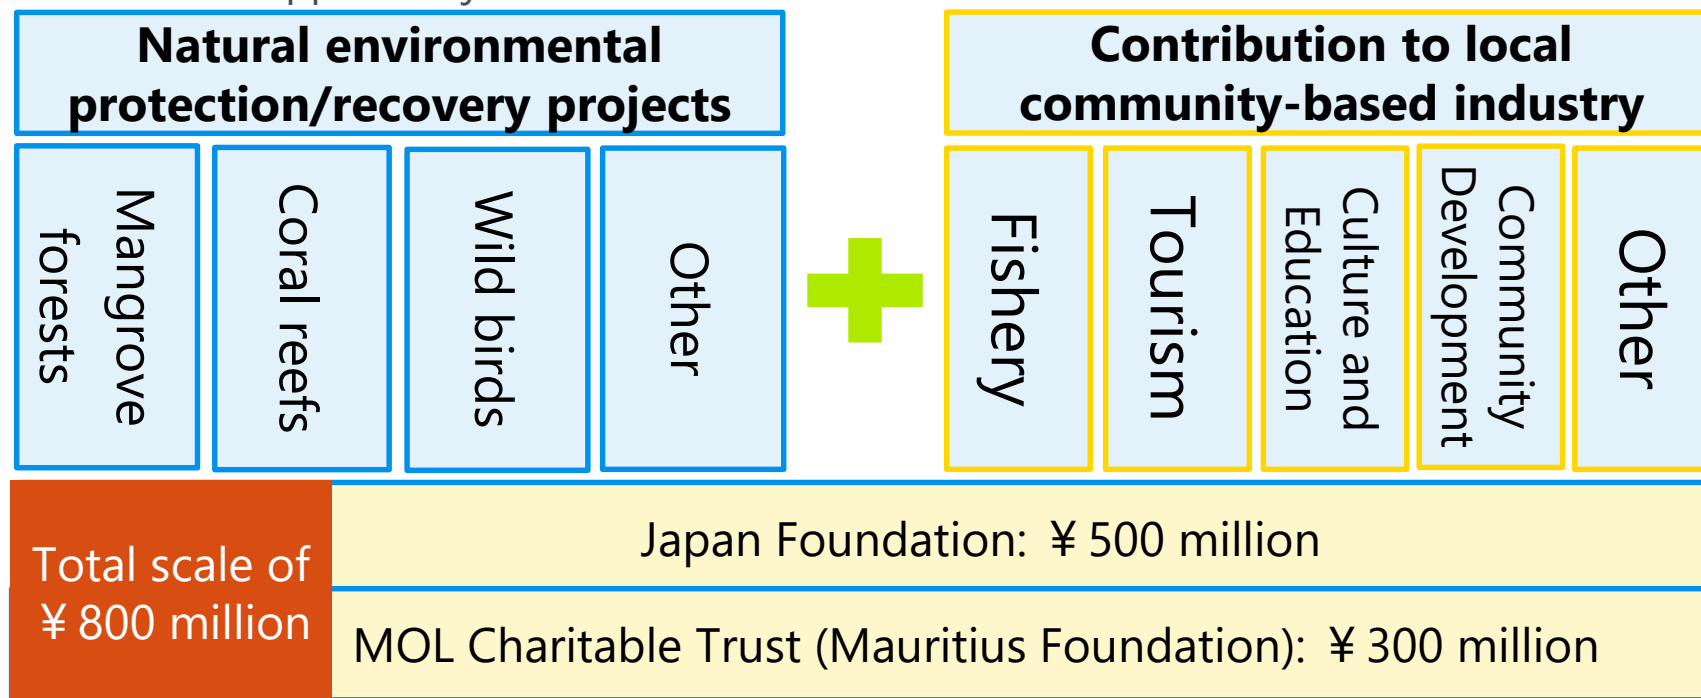 Natural environmental
protection/recovery projects
Mangrove
forests
Coral reefs
Wild birds
Other
Contribution to local
community-based industry
Fishery
Tourism
Culture and
Education
Community
Development
Other
Total scale of
¥ 800 million
Japan Foundation: ¥ 500 million
MOL Charitable Trust (Mauritius Foundation): ¥ 300 million